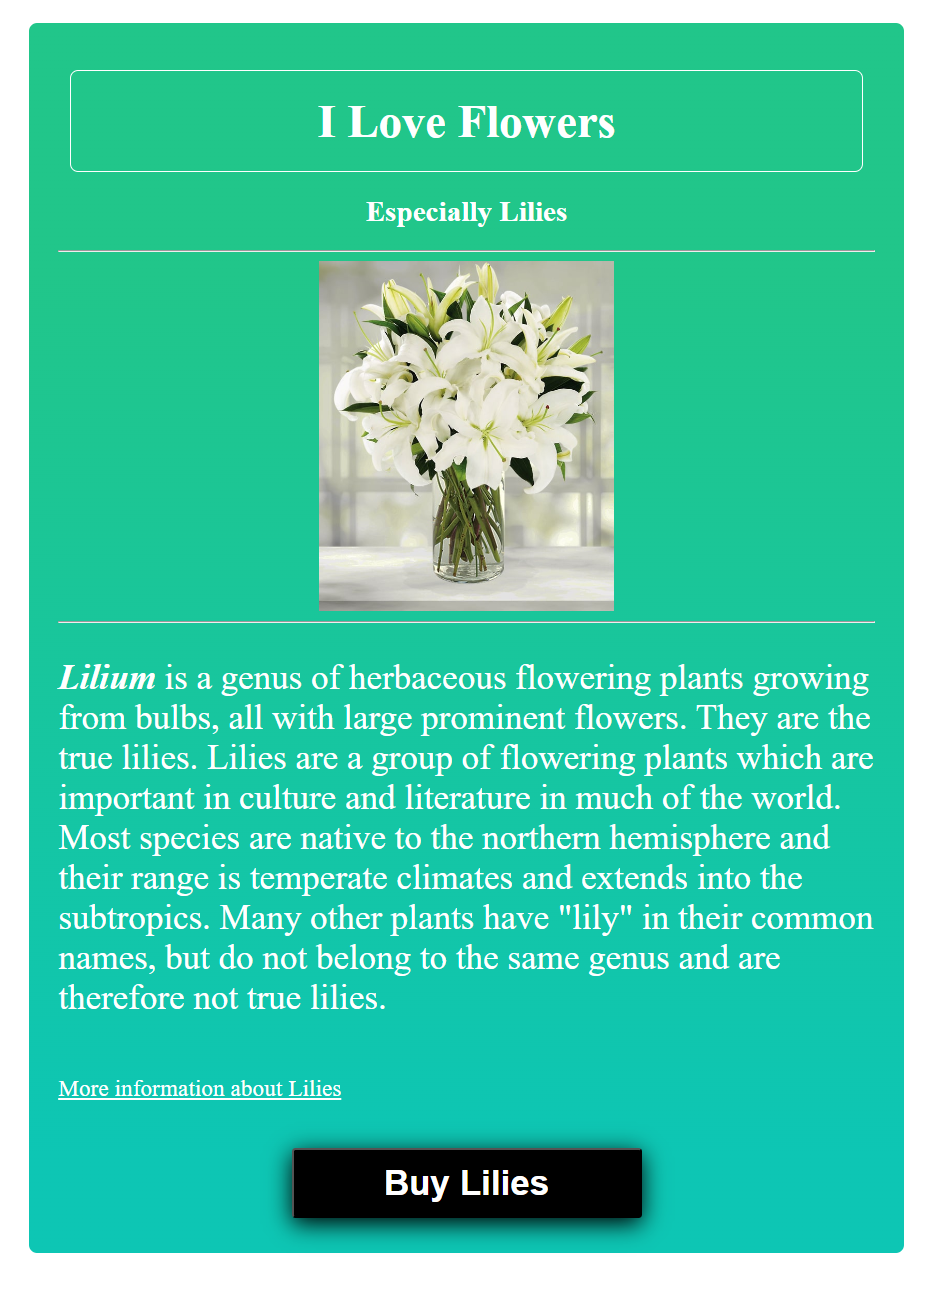 I Love Flowers
Especially Lilies
Lilium is a genus of herbaceous flowering plants growing
from bulbs, all with large prominent flowers. They are the
true lilies. Lilies are a group of flowering plants which are
important in culture and literature in much of the world.
Most species are native to the northern hemisphere and
their range is temperate climates and extends into the
subtropics. Many other plants have "lily" in their common
names, but do not belong to the same genus and are
therefore not true lilies.
More information about Lilies
Buy Lilies